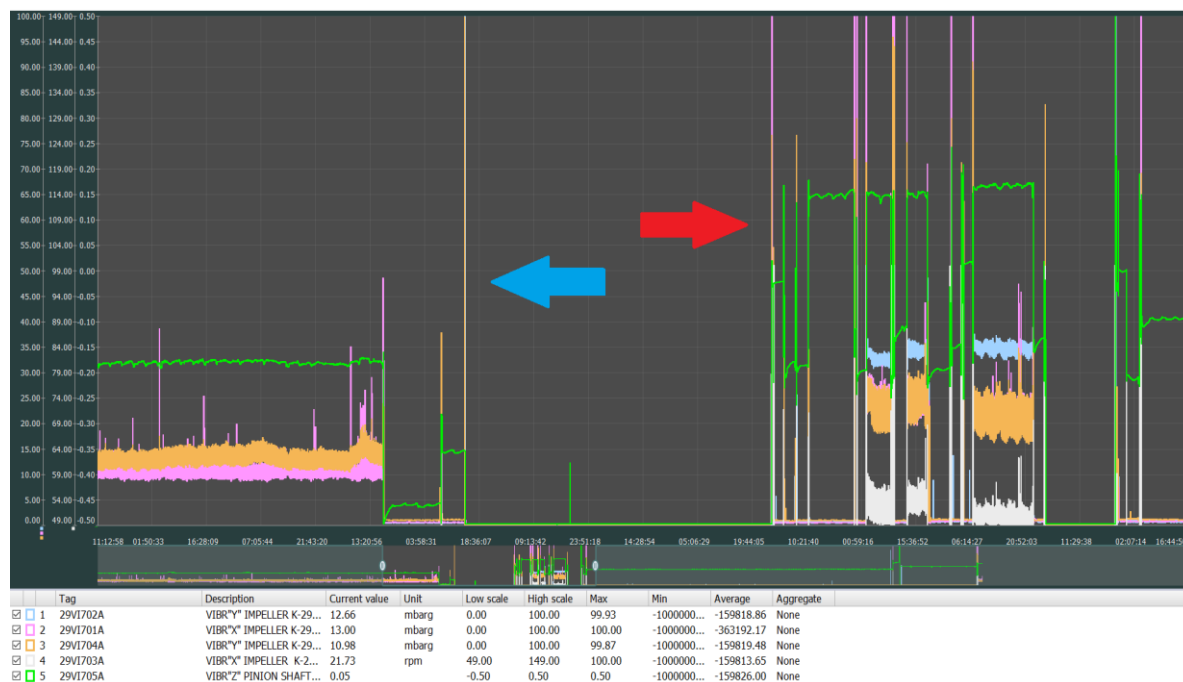 100.00 149.00 0.50
95.00 144.00 0.45
90.00 139.00 0.40
85.00 134.00 0.35
80.00 129.00 0.30
75.00 124.00 0.25
70.00 119.00 0.20
65.00 114.00 0.15
60.00 109.00 0.10
55.00 104.00 0.05
50.00 99.00 0.00
45.00 94.00 -0.05
40.00 89.00 -0.10
35.00 84.00 -0.15
30.00 79.00 -0.20
25.00 74.00 -0.25
20.00 69.00 -0.30
15.00 64.00 -0.35
10.00 59.00 -0.40
5.00 54.00 -0.45
0.00 49.00 -0.50
11:12:58 01:50:33 16:28:09 07:05:44 21:43:20 13:20:56 03:58:31 18:36:07 09:13:42 23:51:18 14:28:54 05:06:29 19:44:05 10:21:40 00:59:16 15:36:52 06:14:27 20:52:03 11:29:38 02:07:14 16:44:50
Tag Description Current value Unit Low scale High scale Max Min Average Aggregate
1 29VI702A VIBR"Y" IMPELLER K-29... 12.66 mbarg 0.00 100.00 99.93 -1000000... -159818.86 None
2 29VI701A VIBR"X" IMPELLER K-29... 13.00 mbarg 0.00 100.00 100.00 -1000000... -363192.17 None
3 29VI704A VIBR"Y" IMPELLER K-29... 10.98 mbarg 0.00 100.00 99.87 -1000000... -159819.48 None
4 29VI703A VIBR"X" IMPELLER K-2... 21.73 rpm 49.00 149.00 100.00 -1000000... -159813.65 None
5 29VI705A VIBR"Z" PINION SHAFT... 0.05 -0.50 0.50 0.50 -1000000... -159826.00 None